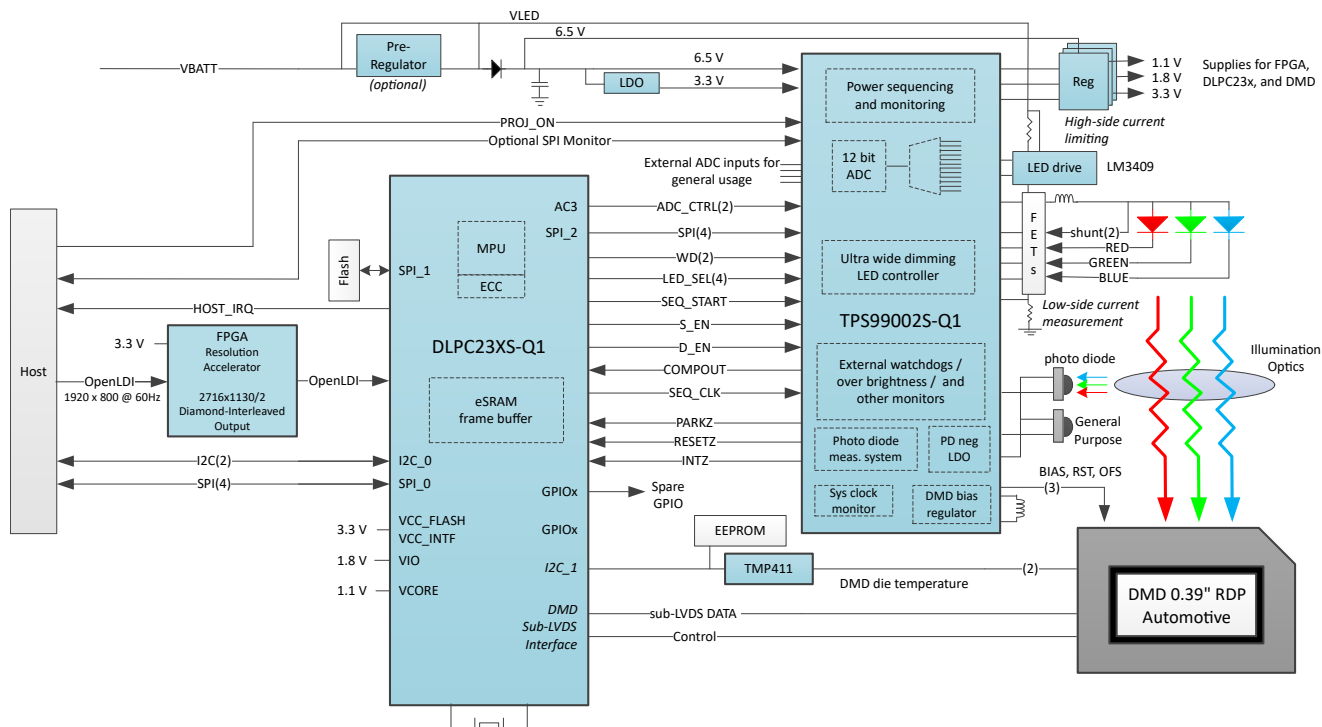 VLED
6.5 V
Pre-
Regulator
(optional)
VBATT
6.5 V
LDO
3.3 V
Power sequencing
and monitoring
Reg
1.1 V
1.8 V
3.3 V
Supplies for FPGA,
DLPC23x, and DMD
High-side current
limiting
PROJ_ON
Optional SPI Monitor
External ADC inputs for
general usage
12 bit
ADC
LED drive
LM3409
AC3
ADC_CTRL(2)
SPI_2
SPI(4)
MPU
ECC
WD(2)
LED_SEL(4)
SEQ_START
S_EN
D_EN
COMPOUT
SEQ_CLK
PARKZ
RESETZ
INTZ
Flash
SPI_1
HOST_IRQ
Host
3.3 V
FPGA
Resolution
Accelerator
2716x1130/2
Diamond-Interleaved
Output
OpenLDI
1920 x 800 @ 60Hz
OpenLDI
DLPC23XS-Q1
eSRAM
frame buffer
I2C(2)
I2C_0
SPI(4)
SPI_0
GPIOx
Spare
GPIO
GPIOx
3.3 V
VCC_FLASH
VCC_INTF
1.8 V
VIO
1.1 V
VCORE
I2C_1
DMD
Sub-LVDS
Interface
Ultra wide dimming
LED controller
TPS99002S-Q1
External watchdogs /
over brightness / and
other monitors
Photo diode
meas. system
PD neg
LDO
Sys clock
monitor
DMD bias
regulator
FETs
shunt(2)
RED
GREEN
BLUE
Low-side current
measurement
photo diode
Illumination
Optics
General
Purpose
BIAS, RST, OFS
(3)
EEPROM
TMP411
DMD die temperature
(2)
sub-LVDS DATA
Control
DMD 0.39" RDP
Automotive